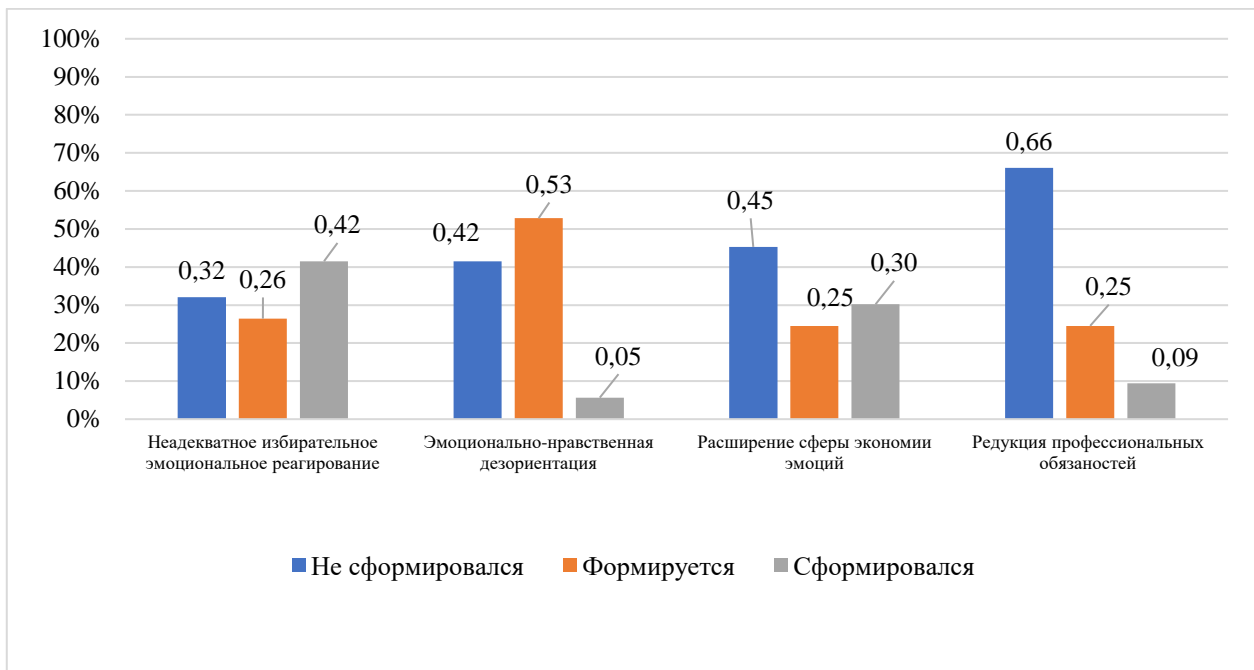 100%
90%
80%
70%
60%
50%
40%
30%
20%
10%
0%
0,32
0,26
0,42
0,42
0,53
0,05
0,45
0,25
0,30
0,66
0,25
0,09
Неадекватное избирательное
эмоциональное реагирование
Эмоционально-нравственная
дезориентация
Расширение сферы экономии
эмоций
Редукция профессиональных
обязаностей
Не сформировался
Формируется
Сформировался